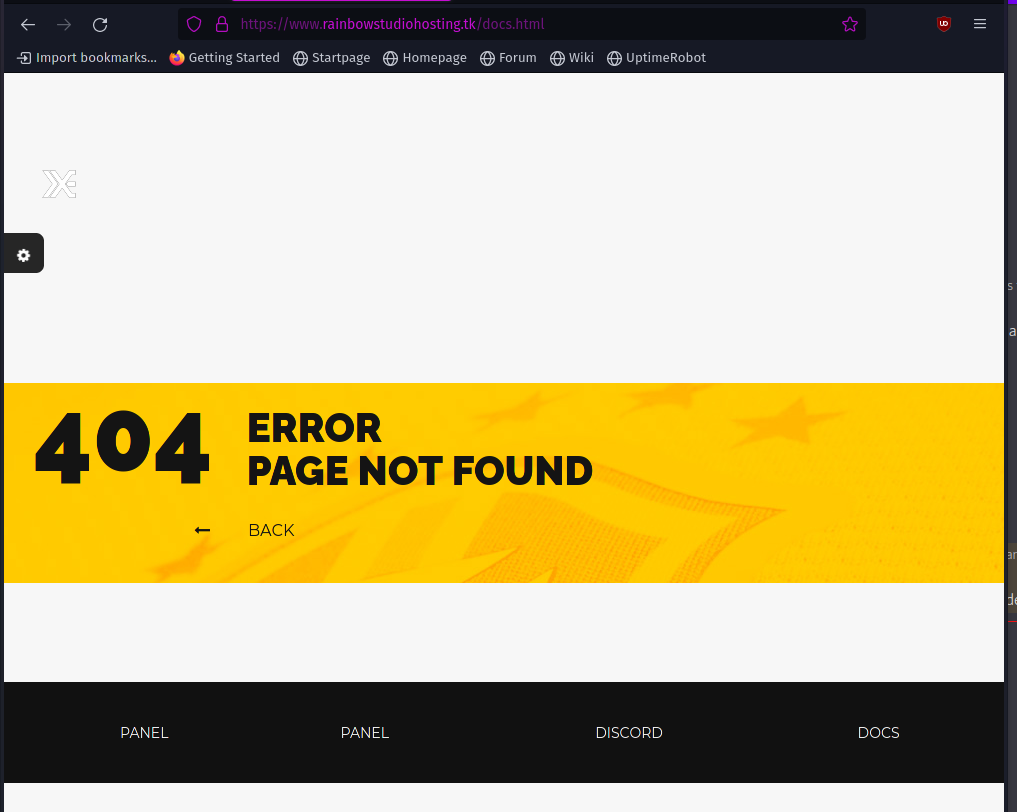 https://www.rainbowstudiohosting.tk/docs.html
Import bookmarks... Getting Started Startpage Homepage Forum Wiki UptimeRobot
404 ERROR
PAGE NOT FOUND
BACK
PANEL PANEL DISCORD DOCS